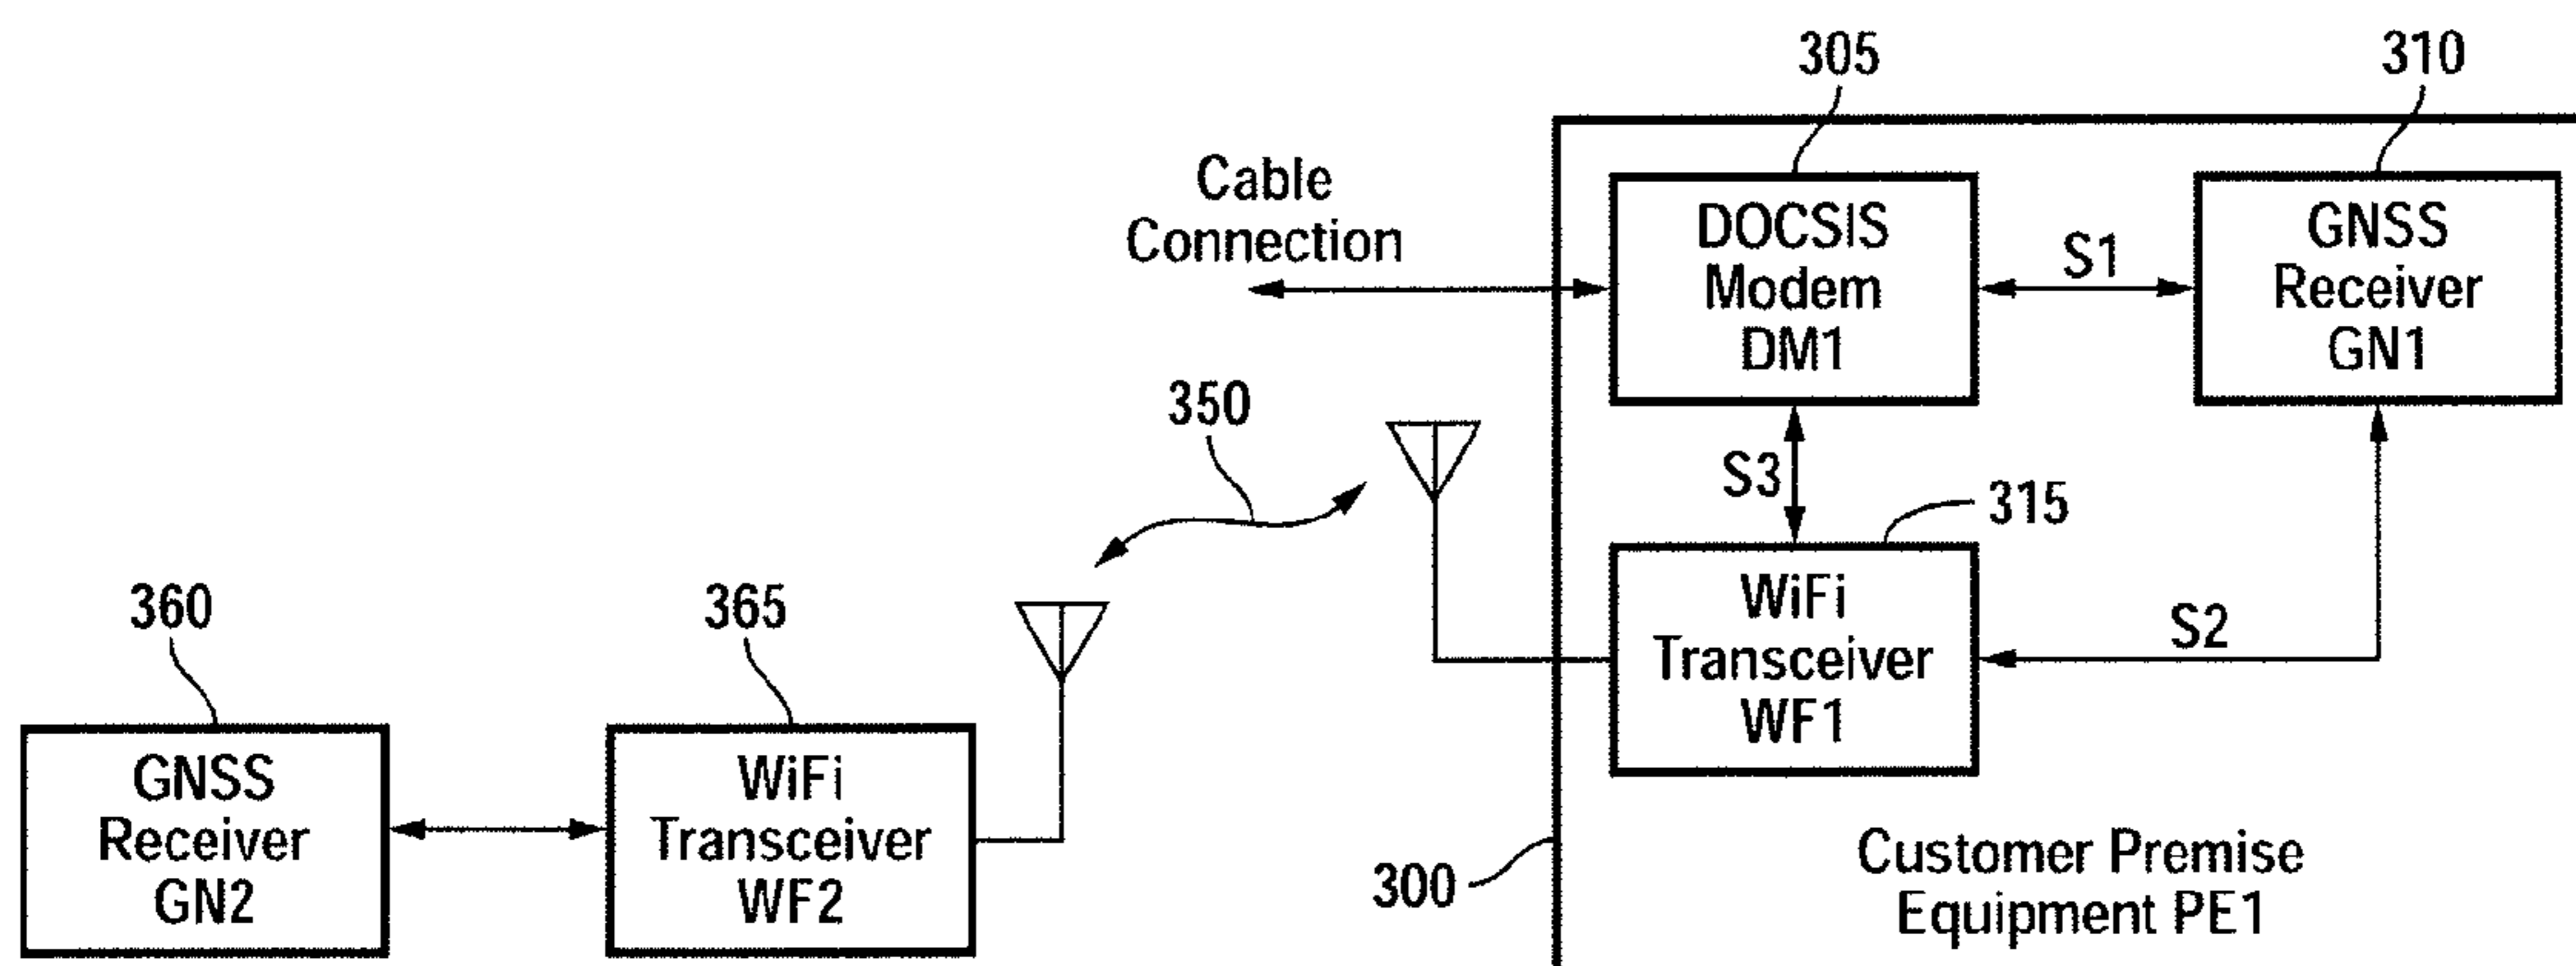 305
310
Cable
Connection
DOCSIS
Modem
DM1
S1
GNSS
Receiver
GN1
350
S3
315
WiFi
Transceiver
WF1
S2
360
365
GNSS
Receiver
GN2
WiFi
Transceiver
WF2
300
Customer Premise
Equipment PE1